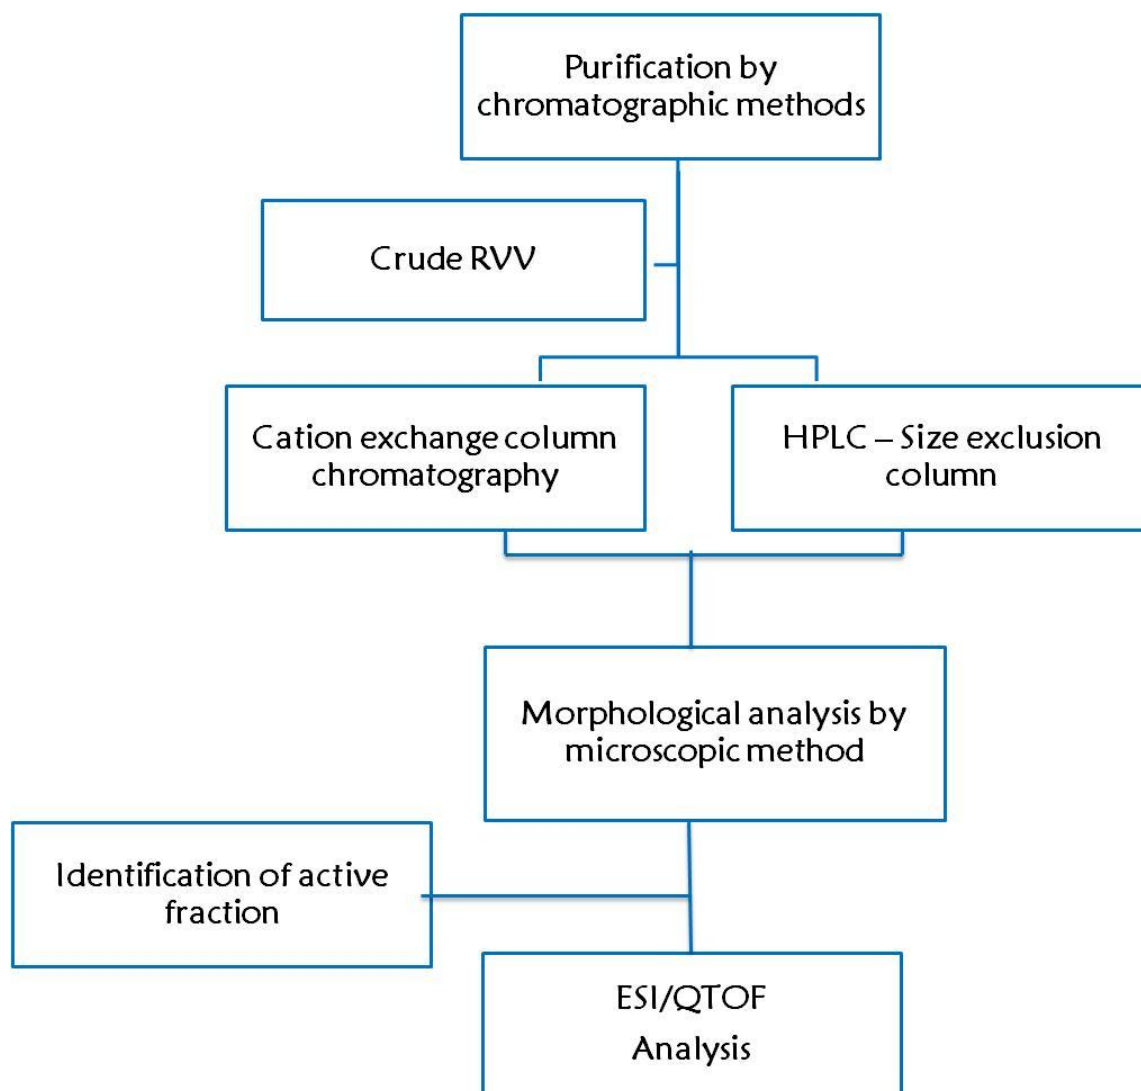 Purification by
chromatographic methods
Crude RVV
Cation exchange column
chromatography
HPLC – Size exclusion
column
Morphological analysis by
microscopic method
Identification of active
fraction
ESI/QTOF
Analysis